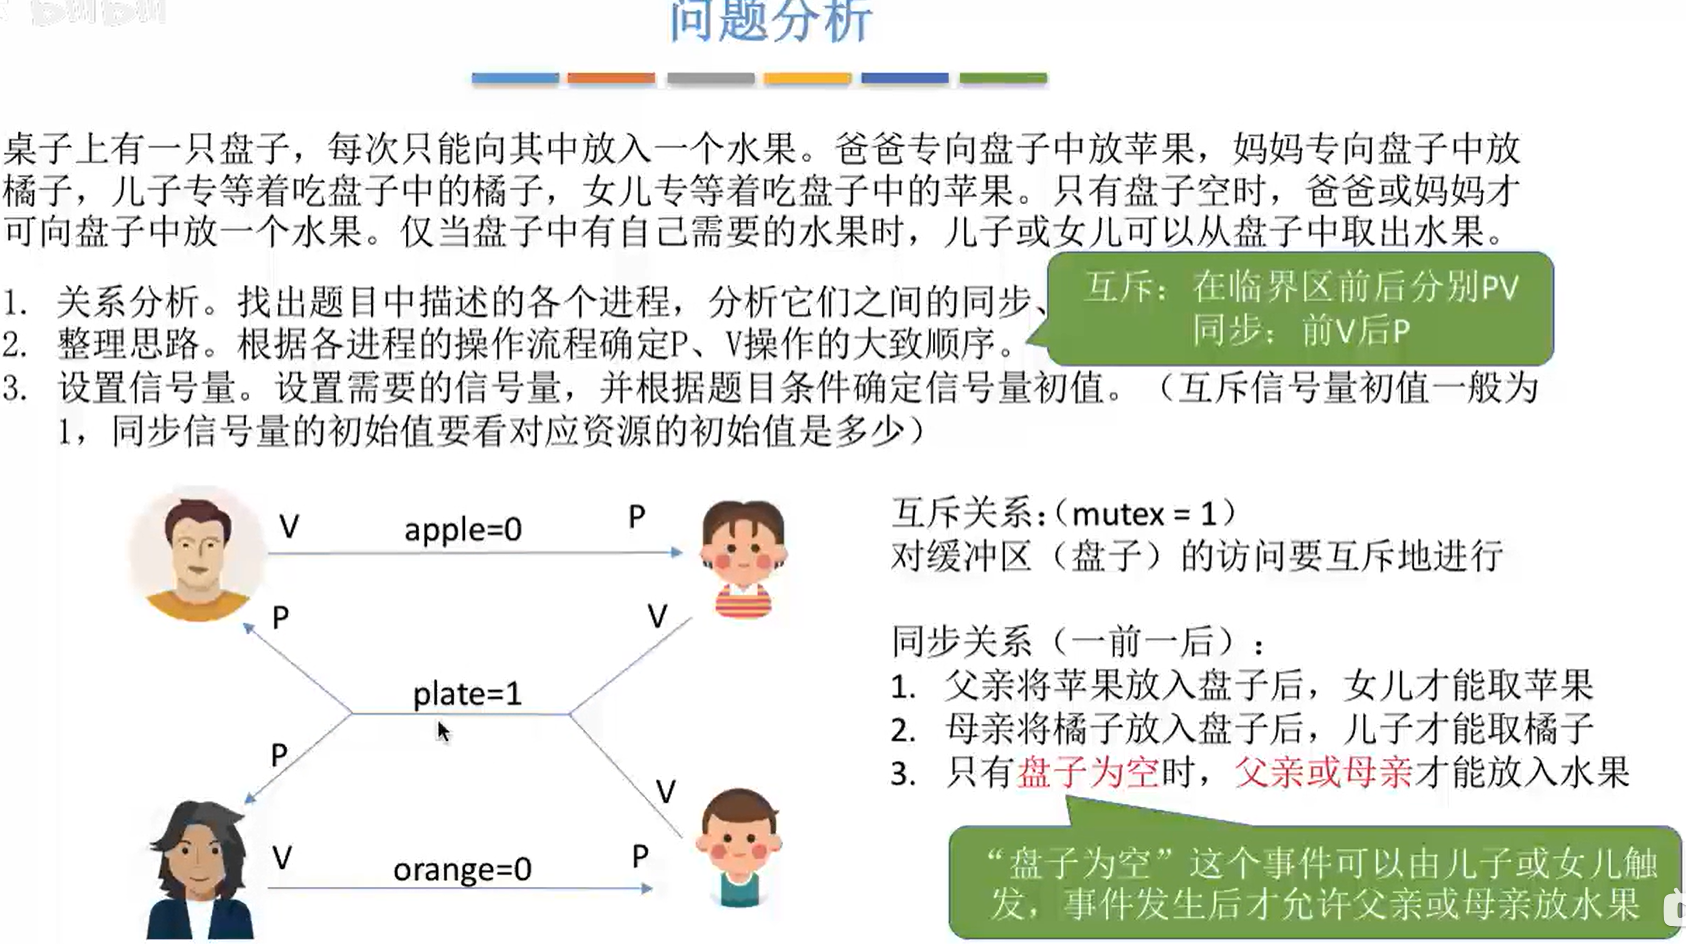 问题分析
桌子上有一只盘子，每次只能向其中放入一个水果。爸爸专向盘子中放苹果，妈妈专向盘子中放
橘子，儿子专等着吃盘子中的橘子，女儿专等着吃盘子中的苹果。只有盘子空时，爸爸或妈妈才
可向盘子中放一个水果。仅当盘子中有自己需要的水果时，儿子或女儿可以从盘子中取出水果。
1. 关系分析。找出题目中描述的各个进程，分析它们之间的同步、
2. 整理思路。根据各进程的操作流程确定P、V操作的大致顺序。
3. 设置信号量。设置需要的信号量，并根据题目条件确定信号量初值。（互斥信号量初值一般为
1，同步信号量的初始值要看对应资源的初始值是多少）
互斥：在临界区前后分别PV
同步：前V后P
V apple=0 P
P V
plate=1
P V
V orange=0 P
互斥关系：（mutex = 1）
对缓冲区（盘子）的访问要互斥地进行
同步关系（一前一后）：
1. 父亲将苹果放入盘子后，女儿才能取苹果
2. 母亲将橘子放入盘子后，儿子才能取橘子
3. 只有盘子为空时，父亲或母亲才能放入水果
“盘子为空”这个事件可以由儿子或女儿触
发，事件发生后才允许父亲或母亲放水果